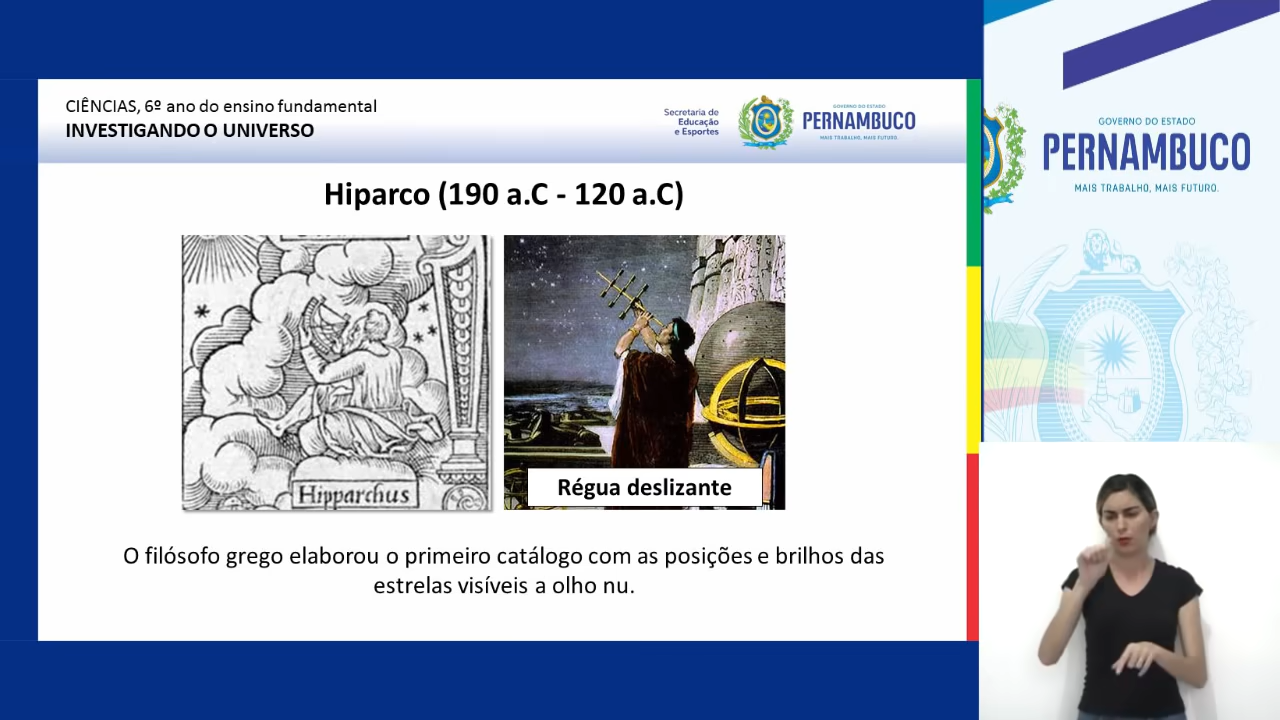 CIÊNCIAS, 6º ano do ensino fundamental
INVESTIGANDO O UNIVERSO
Secretaria de
Educação
e Esportes
GOVERNO DO ESTADO
PERNAMBUCO
MAIS TRABALHO, MAIS FUTURO.
GOVERNO DO ESTADO
PERNAMBUCO
MAIS TRABALHO, MAIS FUTURO.
Hiparco (190 a.C - 120 a.C)
Hipparchus
Régua deslizante
O filósofo grego elaborou o primeiro catálogo com as posições e brilhos das
estrelas visíveis a olho nu.